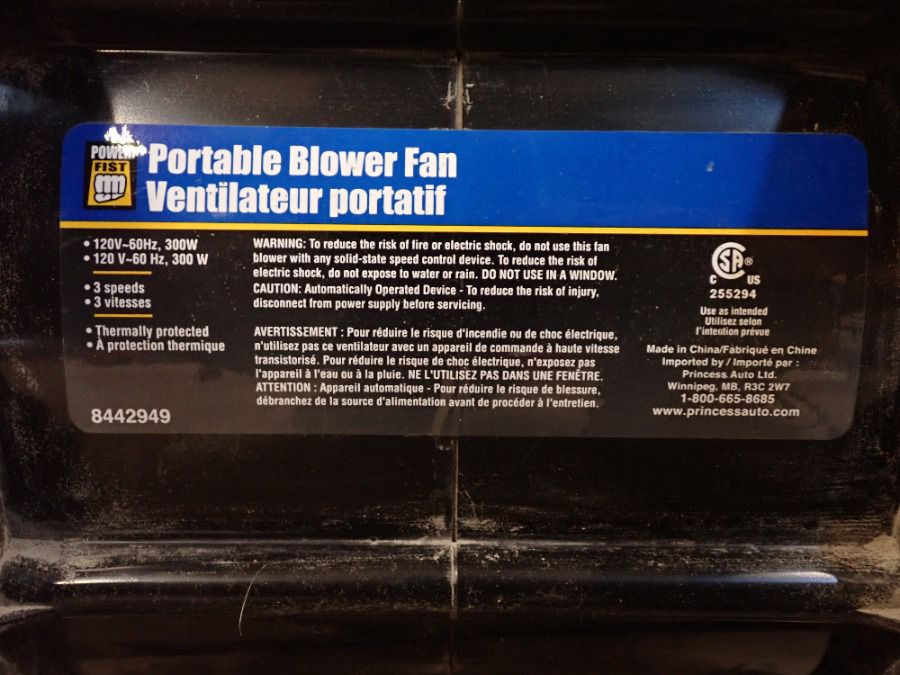 POWER
FIST
Portable Blower Fan
Ventilateur portatif
• 120V~60Hz, 300W
• 120 V~60 Hz, 300 W
• 3 speeds
• 3 vitesses
• Thermally protected
• À protection thermique
8442949
WARNING: To reduce the risk of fire or electric shock, do not use this fan
blower with any solid-state speed control device. To reduce the risk of
electric shock, do not expose to water or rain. DO NOT USE IN A WINDOW.
CAUTION: Automatically Operated Device - To reduce the risk of injury,
disconnect from power supply before servicing.
AVERTISSEMENT : Pour réduire le risque d'incendie ou de choc électrique,
n'utilisez pas ce ventilateur avec un appareil de commande à haute vitesse
transistorisé. Pour réduire le risque de choc électrique, n'exposez pas
l'appareil à l'eau ou à la pluie. NE L'UTILISEZ PAS DANS UNE FENÊTRE.
ATTENTION : Appareil automatique - Pour réduire le risque de blessure,
débranchez de la source d'alimentation avant de procéder à l'entretien.
SA ®
C US
255294
Use as intended
Utilisez selon
l'intention prévue
Made in China/Fabriqué en Chine
Imported by / Importé par :
Princess Auto Ltd.
Winnipeg, MB, R3C 2W7
1-800-665-8685
www.princessauto.com